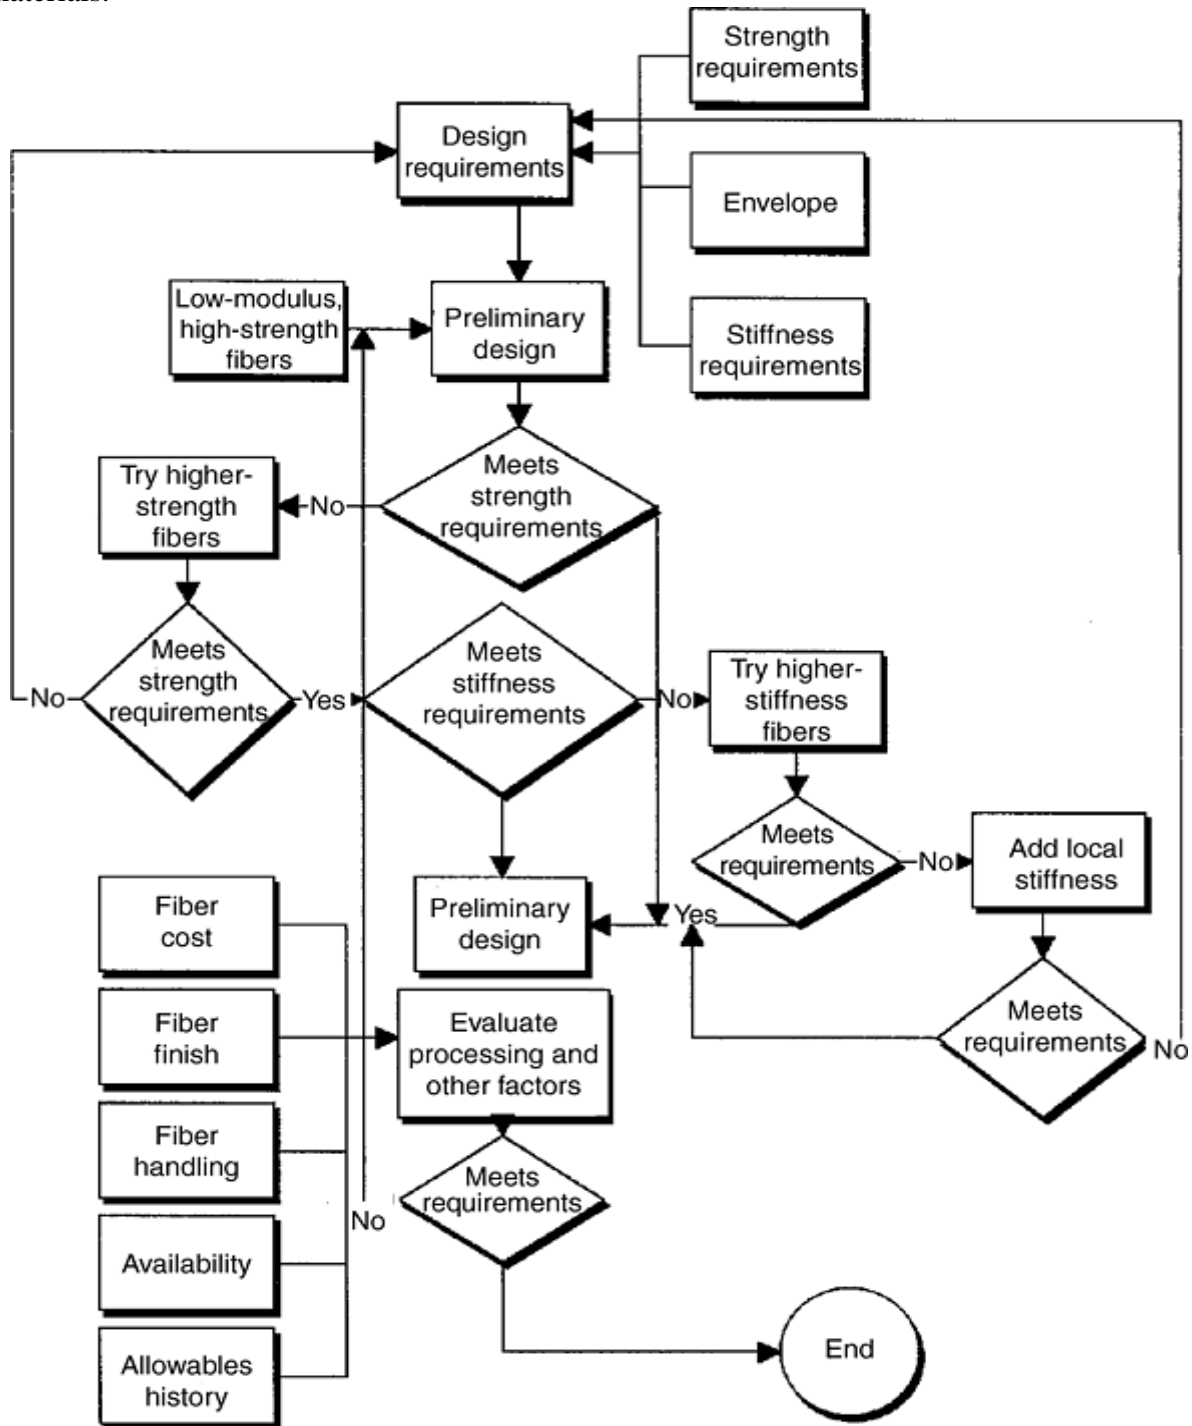 Strength
requirements
Design
requirements
Envelope
Low-modulus,
high-strength
fibers
Preliminary
design
Stiffness
requirements
Meets
strength
requirements
No
Try higher-
strength
fibers
Meets
strength
requirements
No
Yes
Meets
stiffness
requirements
No
Try higher-
stiffness
fibers
Meets
requirements
No
Add local
stiffness
Yes
Preliminary
design
Meets
requirements
No
Fiber
cost
Fiber
finish
Fiber
handling
Availability
Allowables
history
Evaluate
processing and
other factors
Meets
requirements
No
End